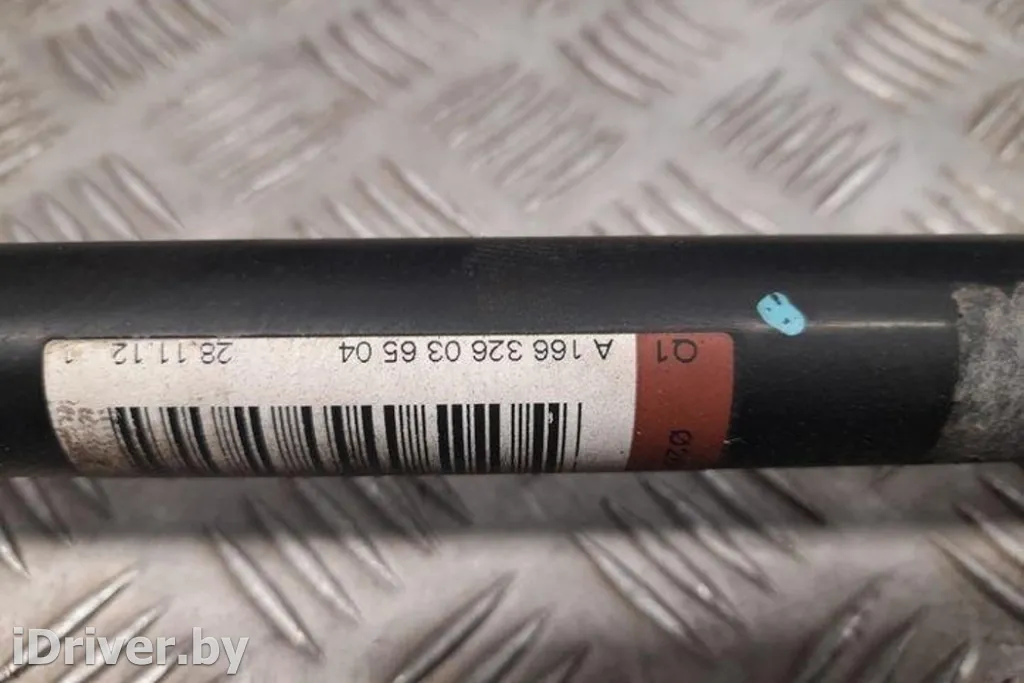 Q1
A 166 326 03 65 04
28.11.12
1
iDriver.by